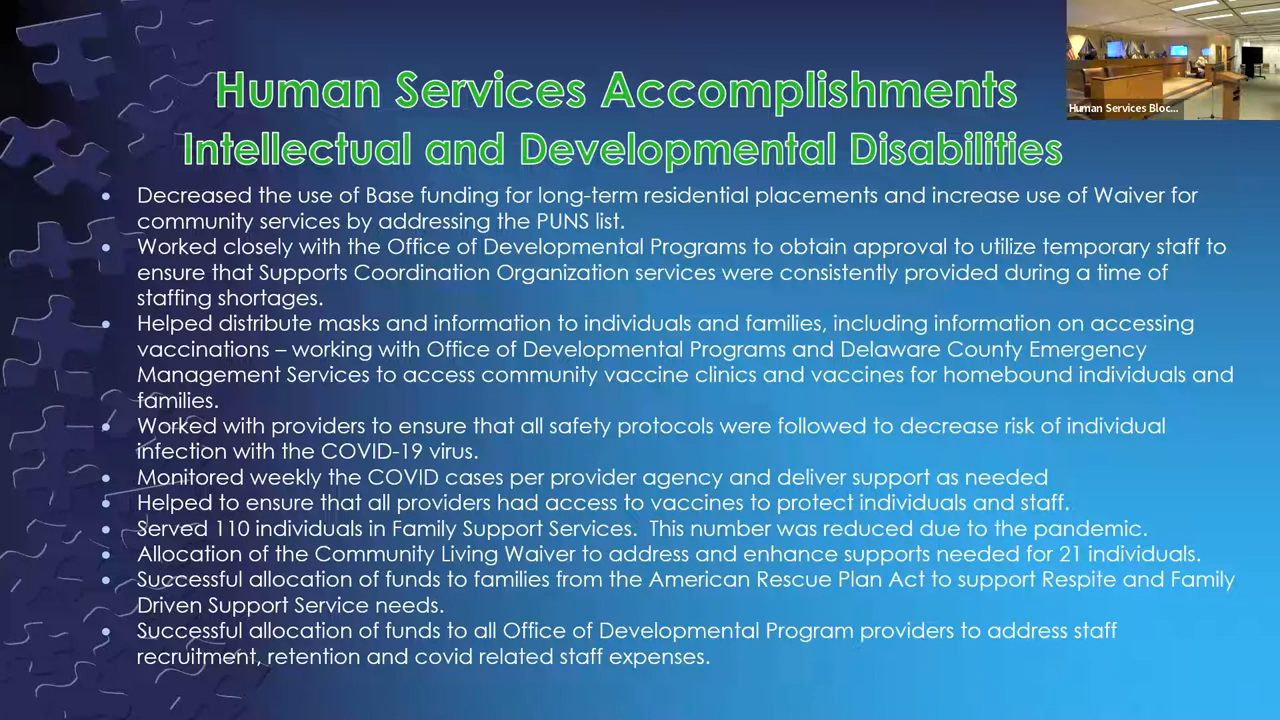 Human Services Accomplishments
Intellectual and Developmental Disabilities
Human Services Bloc...
• Decreased the use of Base funding for long-term residential placements and increase use of Waiver for
community services by addressing the PUNS list.
• Worked closely with the Office of Developmental Programs to obtain approval to utilize temporary staff to
ensure that Supports Coordination Organization services were consistently provided during a time of
staffing shortages.
• Helped distribute masks and information to individuals and families, including information on accessing
vaccinations – working with Office of Developmental Programs and Delaware County Emergency
Management Services to access community vaccine clinics and vaccines for homebound individuals and
families.
• Worked with providers to ensure that all safety protocols were followed to decrease risk of individual
infection with the COVID-19 virus.
• Monitored weekly the COVID cases per provider agency and deliver support as needed
• Helped to ensure that all providers had access to vaccines to protect individuals and staff.
• Served 110 individuals in Family Support Services.  This number was reduced due to the pandemic.
• Allocation of the Community Living Waiver to address and enhance supports needed for 21 individuals.
• Successful allocation of funds to families from the American Rescue Plan Act to support Respite and Family
Driven Support Service needs.
• Successful allocation of funds to all Office of Developmental Program providers to address staff
recruitment, retention and covid related staff expenses.